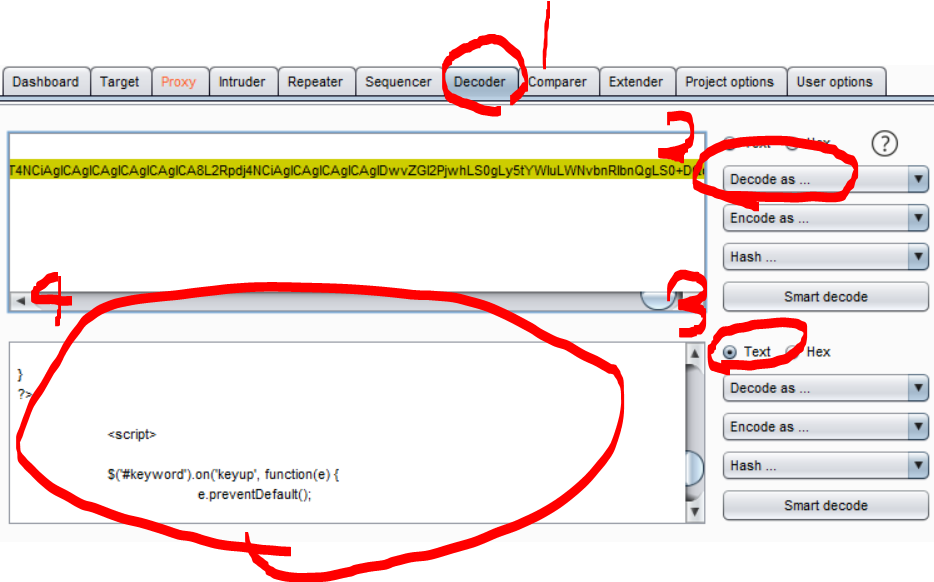 1
Dashboard Target Proxy Intruder Repeater Sequencer Decoder Comparer Extender Project options User options
2
Text Hex ?
Decode as ...
Encode as ...
Hash ...
Smart decode
4
3
Text Hex
}
?>
Decode as ...
<script>
Encode as ...
$('#keyword').on('keyup', function(e) {
Hash ...
e.preventDefault();
Smart decode